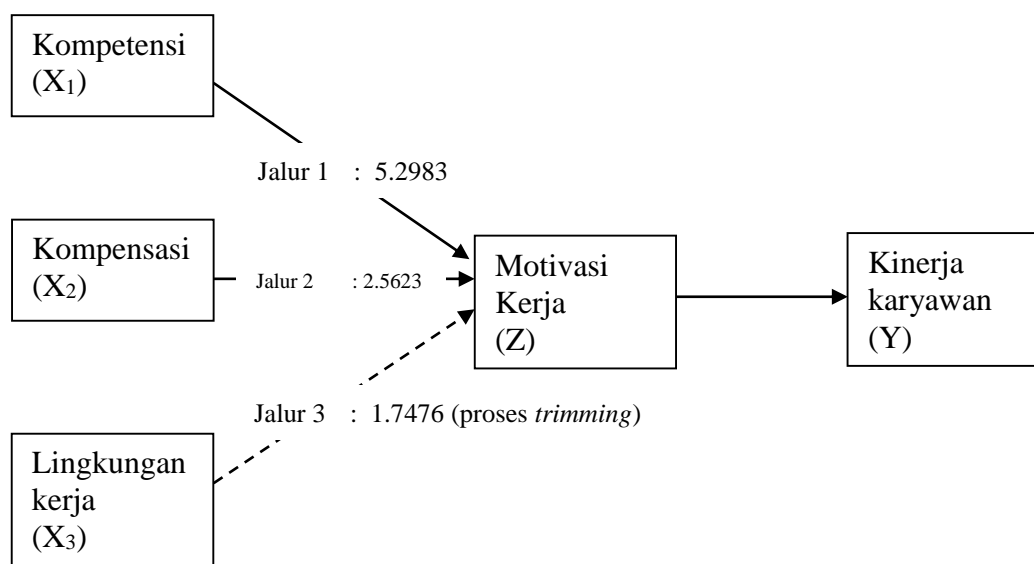 Kompetensi
(X₁)
Jalur 1 : 5.2983
Kompensasi
(X₂)
Jalur 2 : 2.5623
Motivasi
Kerja
(Z)
Kinerja
karyawan
(Y)
Jalur 3 : 1.7476 (proses trimming)
Lingkungan
kerja
(X₃)